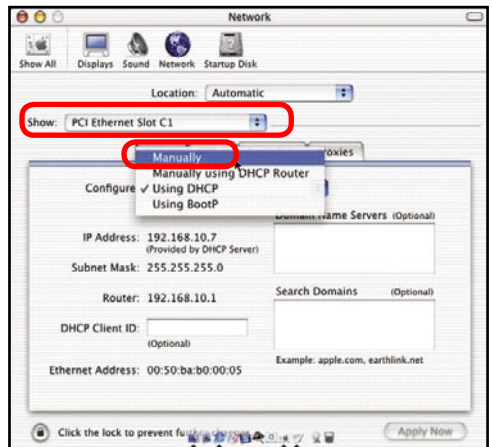 Network
Show All Displays Sound Network Startup Disk
Location: Automatic
Show: PCI Ethernet Slot C1
oxies
Manually
Manually using DHCP Router
Configure ✓ Using DHCP
Using BootP
Domain Name Servers (Optional)
IP Address: 192.168.10.7
(Provided by DHCP Server)
Subnet Mask: 255.255.255.0
Router: 192.168.10.1
Search Domains (Optional)
DHCP Client ID:
(Optional)
Example: apple.com, earthlink.net
Ethernet Address: 00:50:ba:b0:00:05
Click the lock to prevent further changes.
Apply Now